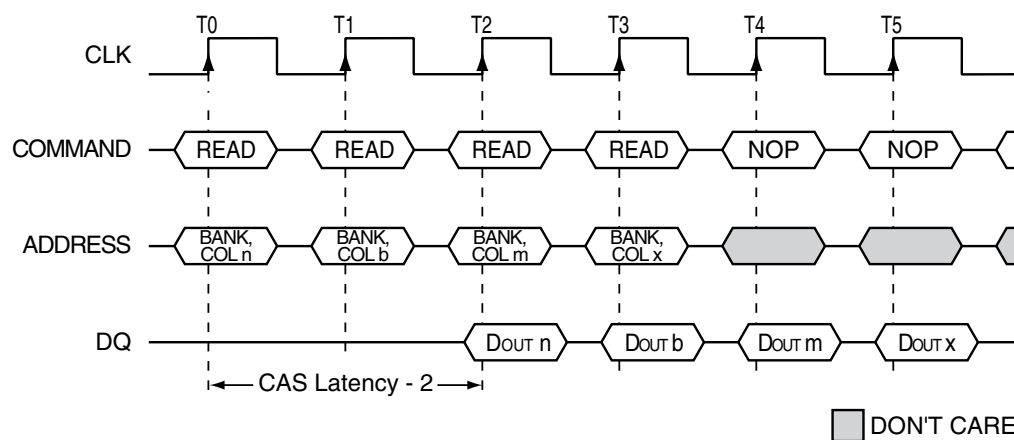 T0 T1 T2 T3 T4 T5
CLK
COMMAND READ READ READ READ NOP NOP
ADDRESS BANK, COL n BANK, COL b BANK, COL m BANK, COL x
DQ DOUT n DOUT b DOUT m DOUT x
CAS Latency - 2
DON'T CARE